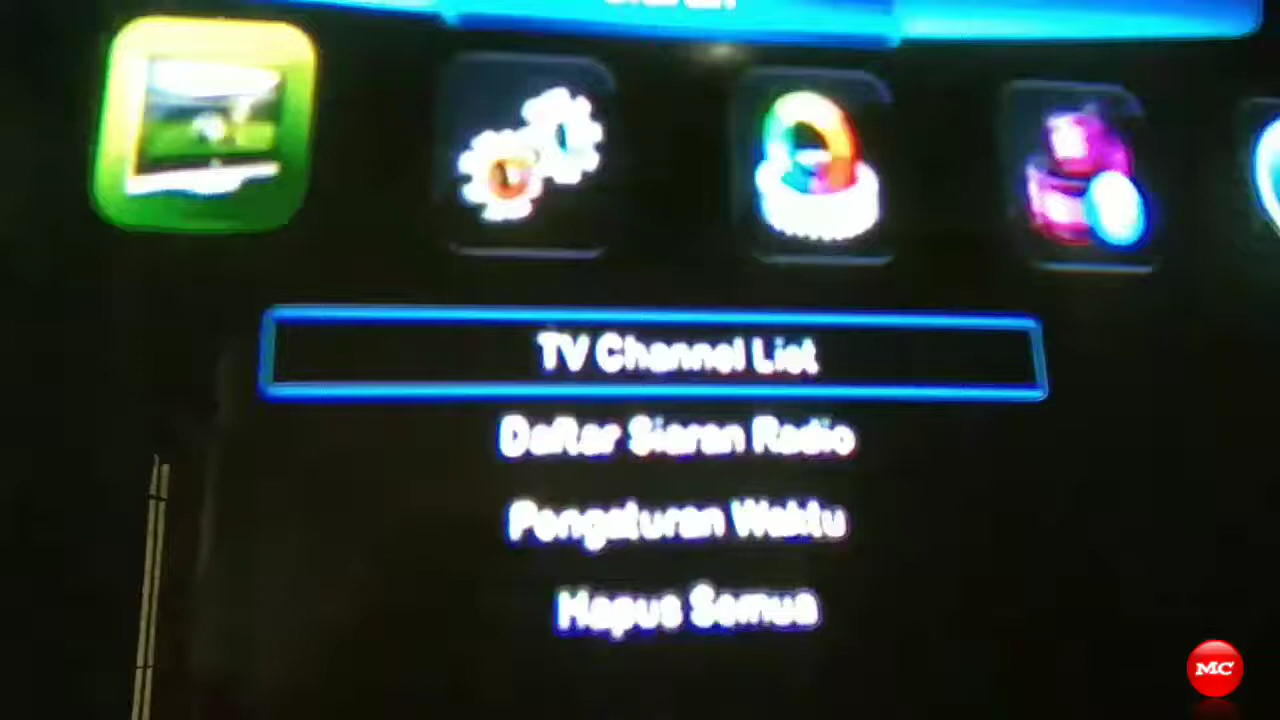 TV Channel List
Daftar Siaran Radio
Pengaturan Waktu
Hapus Semua
MC